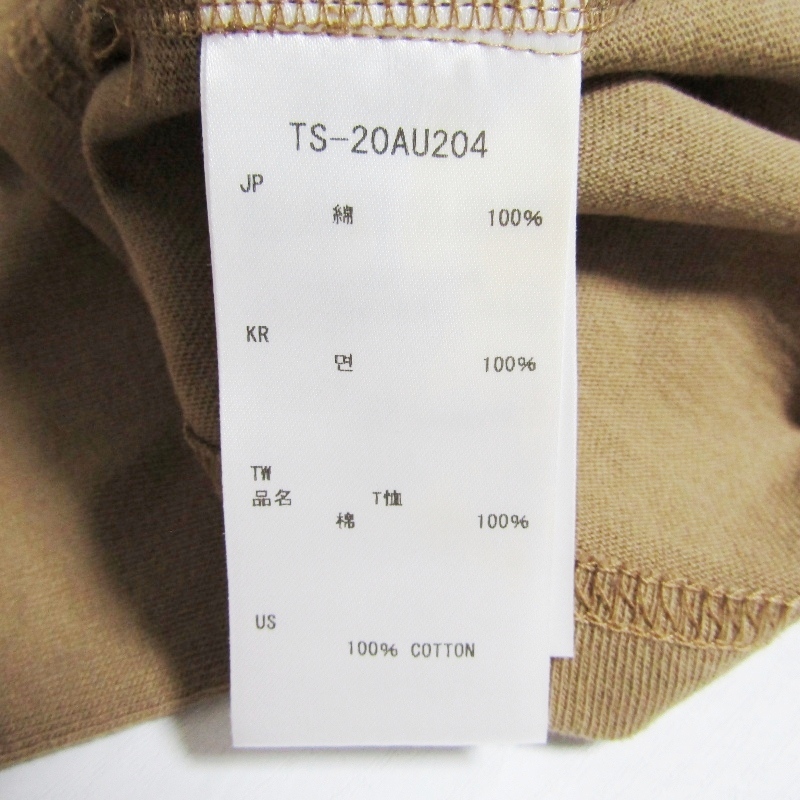 TS-20AU204
JP
綿 100%
KR
면 100%
TW
品名 T恤
棉 100%
US
100% COTTON